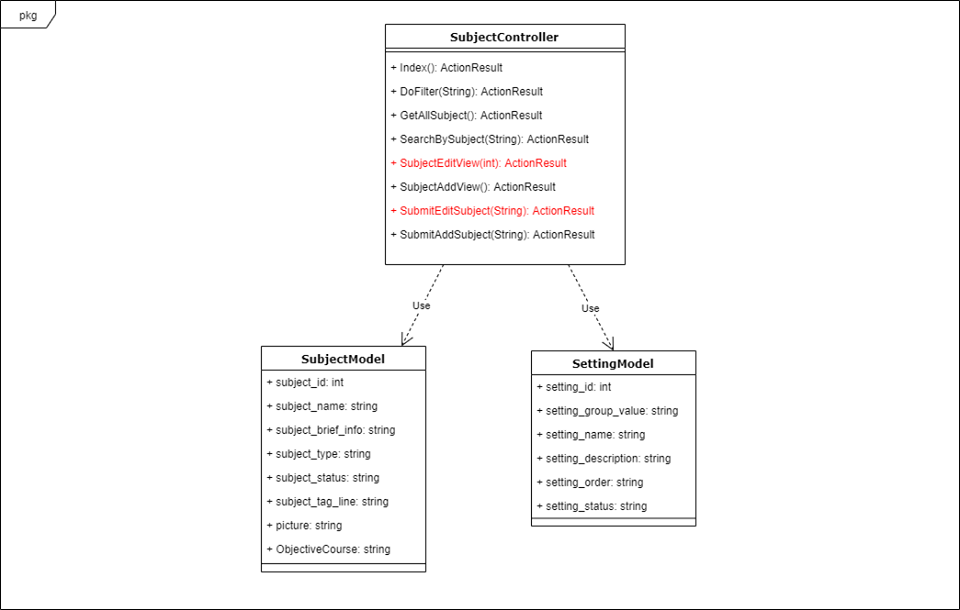 pkg
SubjectController
+ Index(): ActionResult
+ DoFilter(String): ActionResult
+ GetAllSubject(): ActionResult
+ SearchBySubject(String): ActionResult
+ SubjectEditView(int): ActionResult
+ SubjectAddView(): ActionResult
+ SubmitEditSubject(String): ActionResult
+ SubmitAddSubject(String): ActionResult
Use
Use
SubjectModel
+ subject_id: int
+ subject_name: string
+ subject_brief_info: string
+ subject_type: string
+ subject_status: string
+ subject_tag_line: string
+ picture: string
+ ObjectiveCourse: string
SettingModel
+ setting_id: int
+ setting_group_value: string
+ setting_name: string
+ setting_description: string
+ setting_order: string
+ setting_status: string